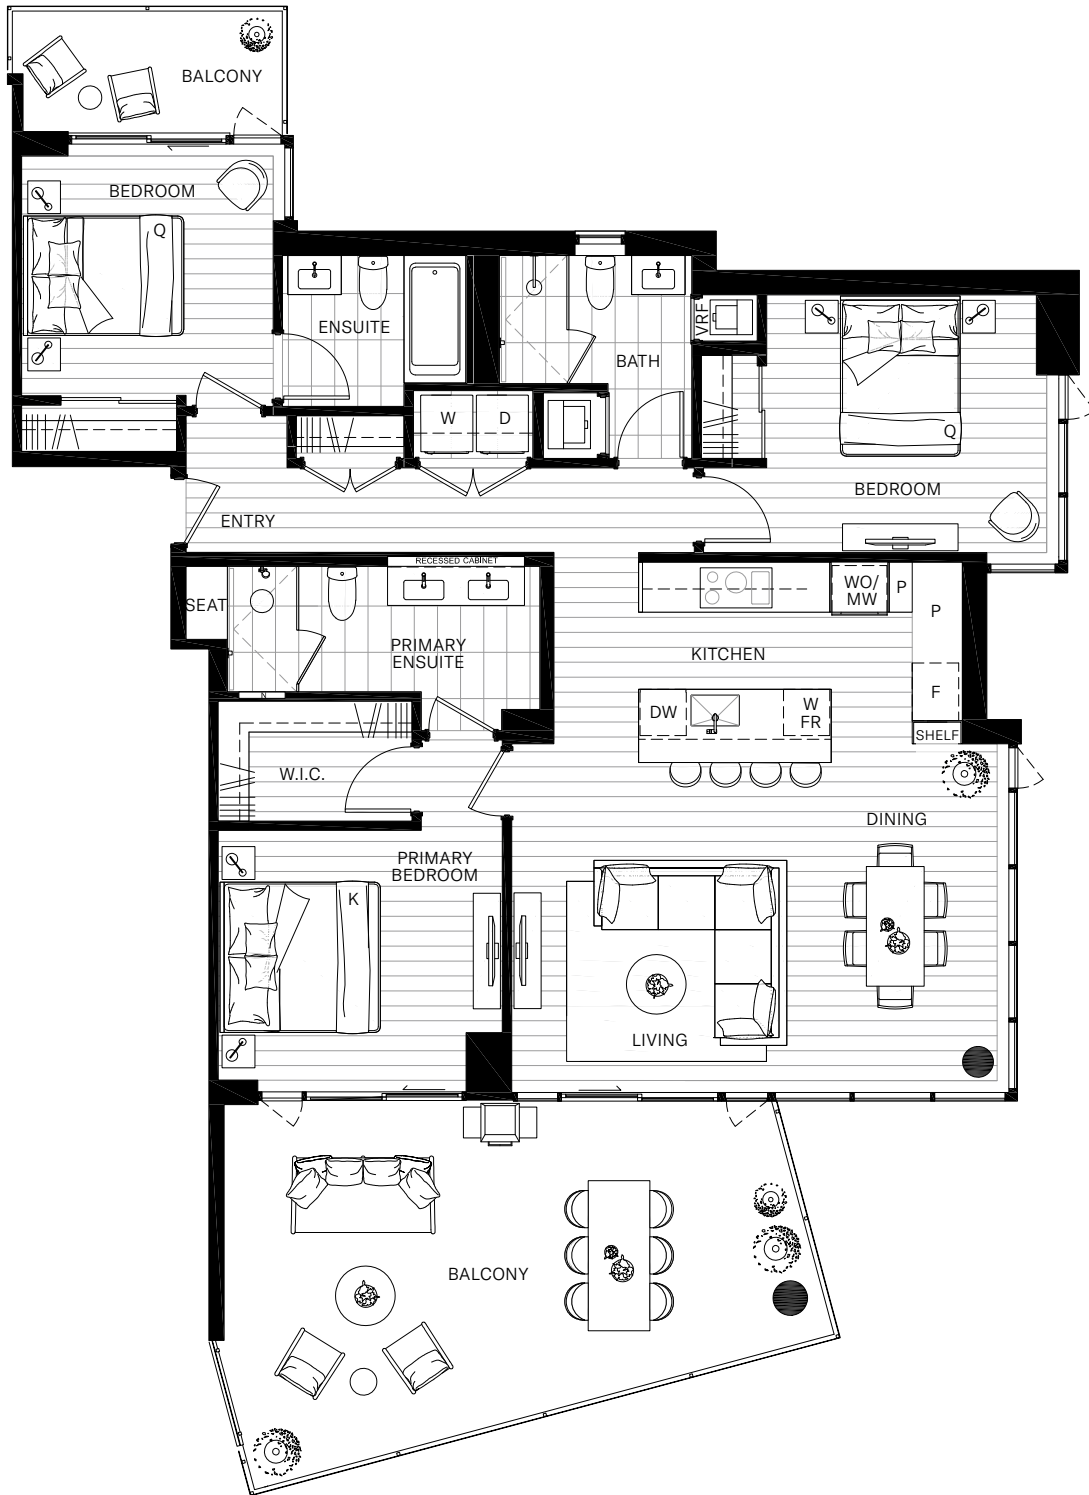 BALCONY
BEDROOM
Q
ENSUITE
BATH
VRF
W
D
Q
BEDROOM
ENTRY
RECESSED CABINET
SEAT
WO/
MW
P
P
PRIMARY
ENSUITE
KITCHEN
F
N
DW
W
FR
SHELF
W.I.C.
DINING
PRIMARY
BEDROOM
K
LIVING
BALCONY